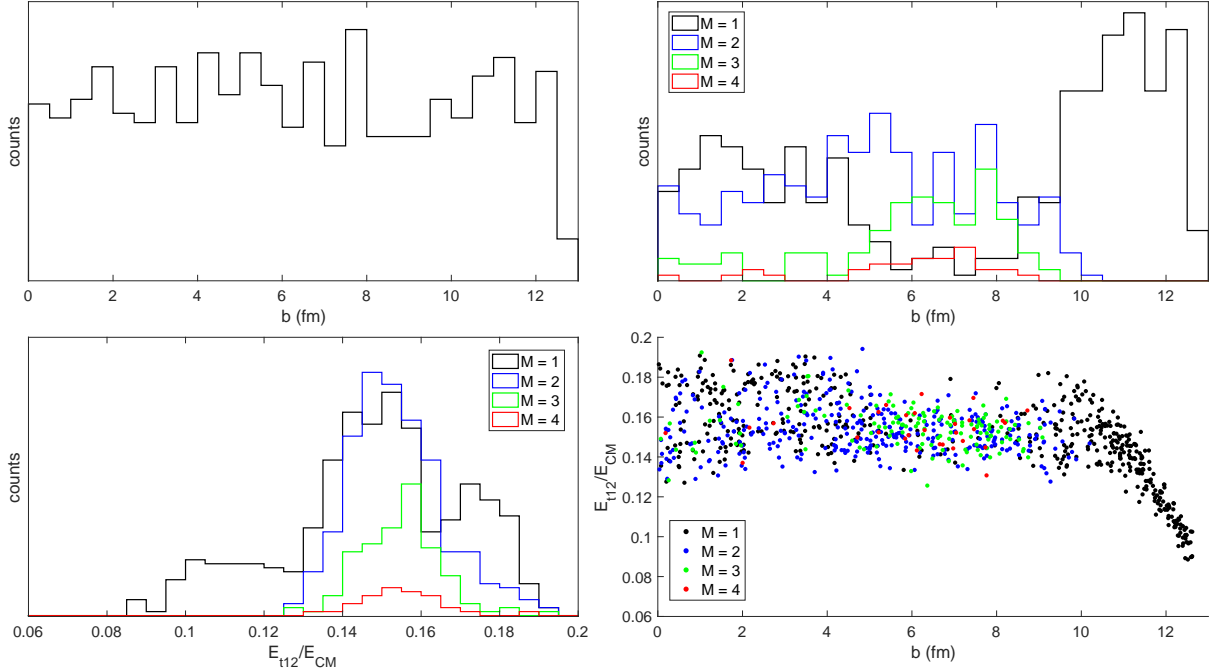 counts
0 2 4 6 8 10 12
b (fm)
counts
M = 1
M = 2
M = 3
M = 4
0 2 4 6 8 10 12
b (fm)
counts
M = 1
M = 2
M = 3
M = 4
0.06 0.08 0.1 0.12 0.14 0.16 0.18 0.2
E_t12/E_CM
E_t12/E_CM
0.2
0.18
0.16
0.14
0.12
0.1
0.08
0.06
M = 1
M = 2
M = 3
M = 4
0 2 4 6 8 10 12
b (fm)